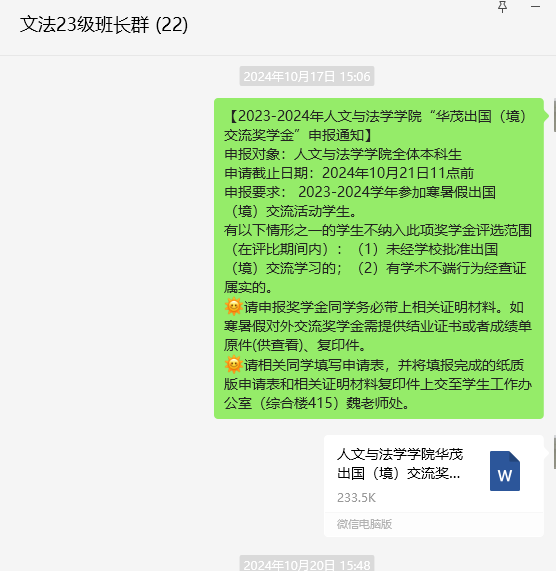 文法23级班长群 (22)
2024年10月17日 15:06
【2023-2024年人文与法学学院“华茂出国（境）
交流奖学金”申报通知】
申报对象：人文与法学学院全体本科生
申请截止日期：2024年10月21日11点前
申报要求： 2023-2024学年参加寒暑假出国
（境）交流活动学生。
有以下情形之一的学生不纳入此项奖学金评选范围
（在评比期间内）：（1）未经学校批准出国
（境）交流学习的；（2）有学术不端行为经查证
属实的。
🌞请申报奖学金同学务必带上相关证明材料。如
寒暑假对外交流奖学金需提供结业证书或者成绩单
原件(供查看)、复印件。
🌞请相关同学填写申请表，并将填报完成的纸质
版申请表和相关证明材料复印件上交至学生工作办
公室（综合楼415）魏老师处。
人文与法学学院华茂
出国（境）交流奖...
W
233.5K
微信电脑版
2024年10月20日 15:48